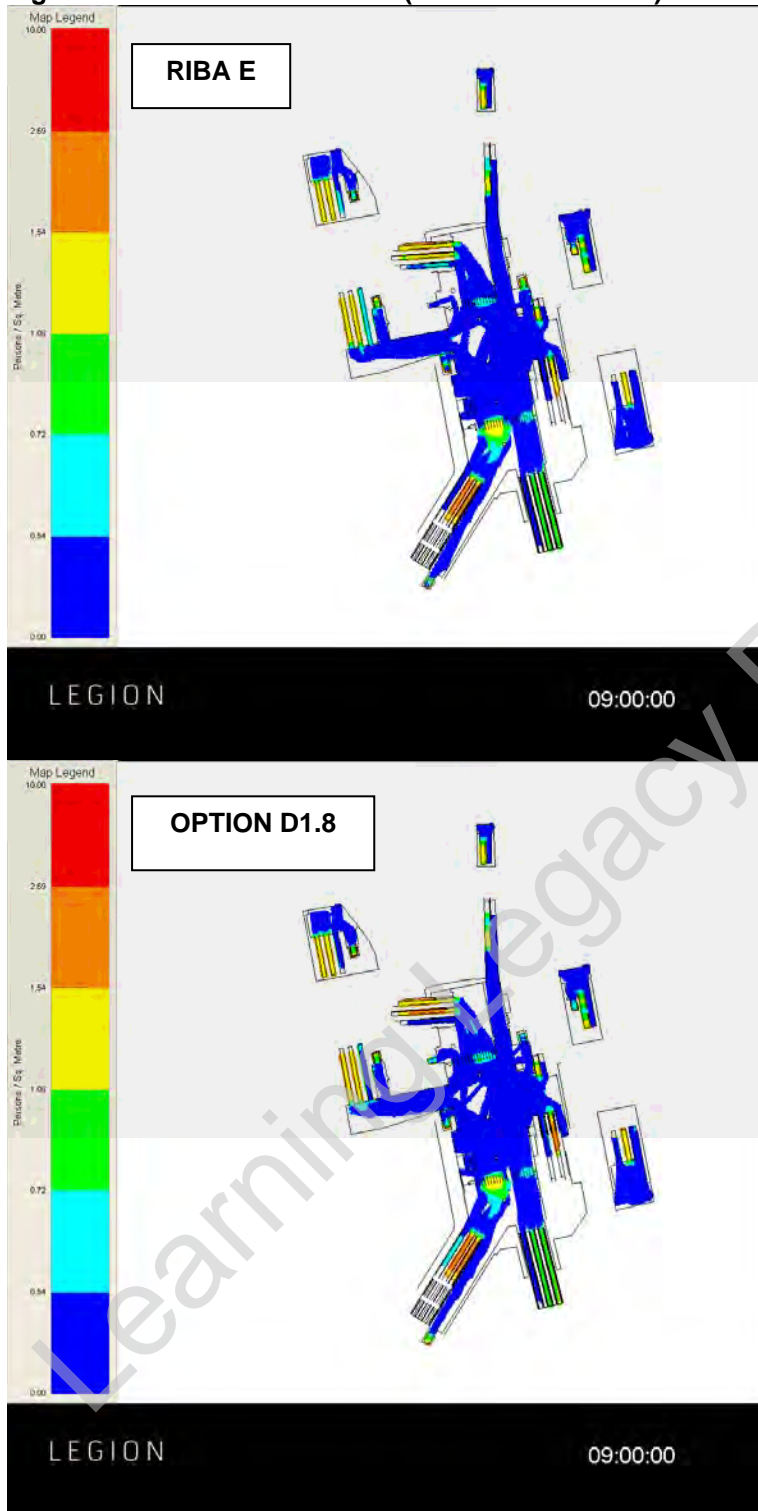 Map Legend
10.00
RIBA E
2.69
1.54
1.08
Persons / Sq. Metre
0.72
0.54
0.00
LEGION
09:00:00
Map Legend
10.00
OPTION D1.8
2.69
1.54
1.08
Persons / Sq. Metre
0.72
0.54
0.00
LEGION
09:00:00
Learning Legacy